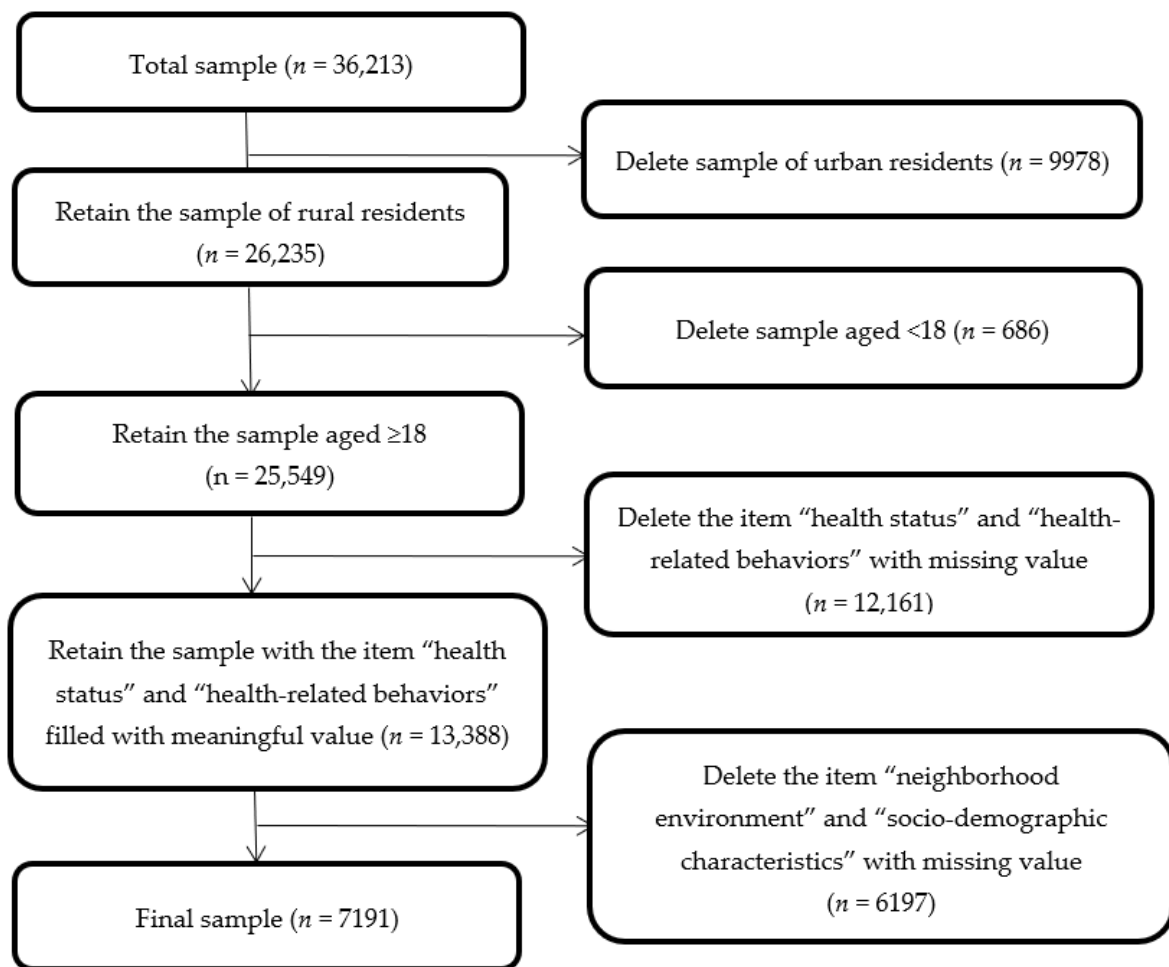 Total sample (n = 36,213)
Delete sample of urban residents (n = 9978)
Retain the sample of rural residents
(n = 26,235)
Delete sample aged <18 (n = 686)
Retain the sample aged ≥18
(n = 25,549)
Delete the item “health status” and “health-
related behaviors” with missing value
(n = 12,161)
Retain the sample with the item “health
status” and “health-related behaviors”
filled with meaningful value (n = 13,388)
Delete the item “neighborhood
environment” and “socio-demographic
characteristics” with missing value
(n = 6197)
Final sample (n = 7191)